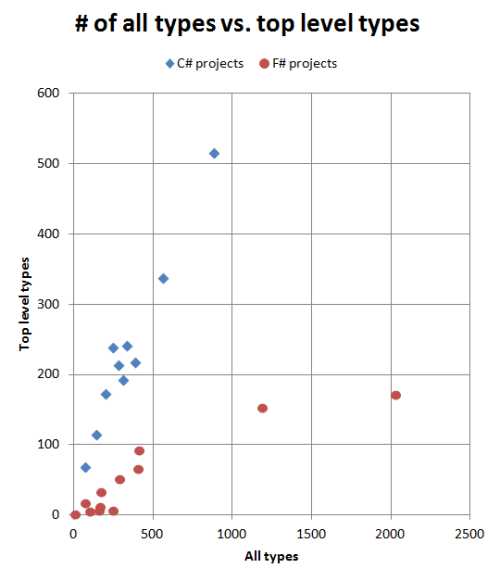 # of all types vs. top level types
C# projects F# projects
600
500
400
300
200
100
0
Top level types
0 500 1000 1500 2000 2500
All types